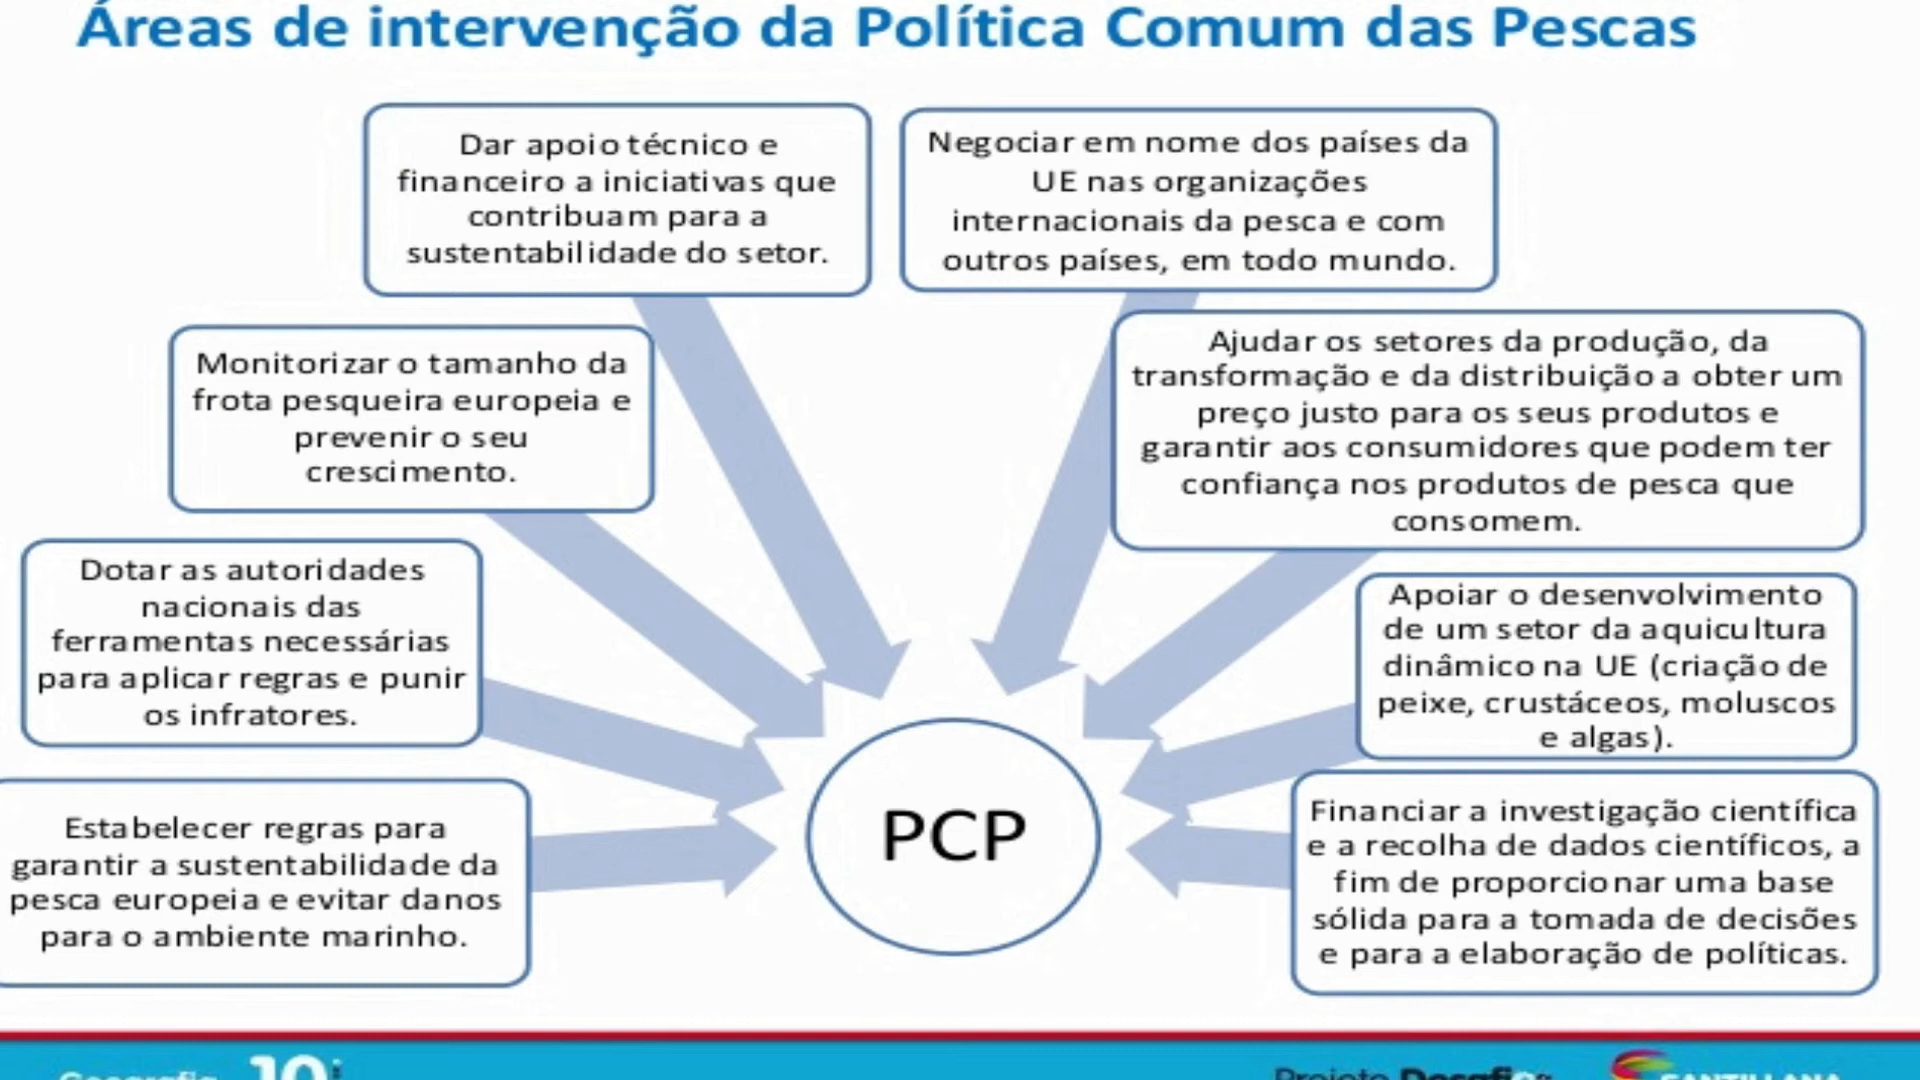 Áreas de intervenção da Política Comum das Pescas
Dar apoio técnico e
financeiro a iniciativas que
contribuam para a
sustentabilidade do setor.
Negociar em nome dos países da
UE nas organizações
internacionais da pesca e com
outros países, em todo mundo.
Monitorizar o tamanho da
frota pesqueira europeia e
prevenir o seu
crescimento.
Ajudar os setores da produção, da
transformação e da distribuição a obter um
preço justo para os seus produtos e
garantir aos consumidores que podem ter
confiança nos produtos de pesca que
consomem.
Dotar as autoridades
nacionais das
ferramentas necessárias
para aplicar regras e punir
os infratores.
Apoiar o desenvolvimento
de um setor da aquicultura
dinâmico na UE (criação de
peixe, crustáceos, moluscos
e algas).
Estabelecer regras para
garantir a sustentabilidade da
pesca europeia e evitar danos
para o ambiente marinho.
PCP
Financiar a investigação científica
e a recolha de dados científicos, a
fim de proporcionar uma base
sólida para a tomada de decisões
e para a elaboração de políticas.
Geografia 10
Projeto Desafios SANTILLANA